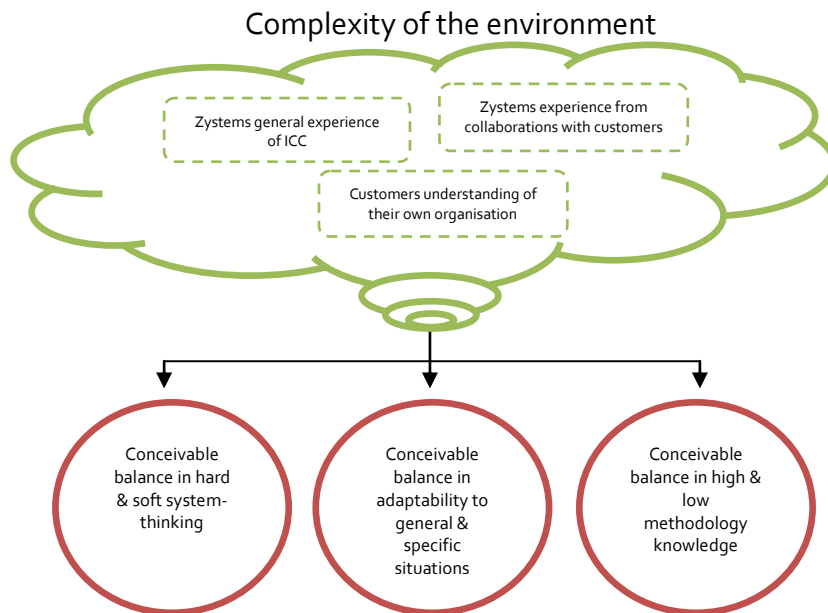 Complexity of the environment
Zystems general experience
of ICC
Zystems experience from
collaborations with customers
Customers understanding of
their own organisation
Conceivable
balance in hard
& soft system-
thinking
Conceivable
balance in
adaptability to
general &
specific
situations
Conceivable
balance in high &
low
methodology
knowledge